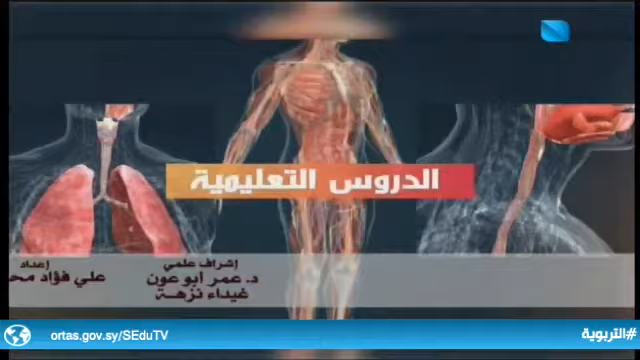 الدروس التعليمية
إشراف علمي
د. عمر أبو عون
غيداء نزهة
إعداد
علي فؤاد
#التربوية
ortas.gov.sy/SEduTV